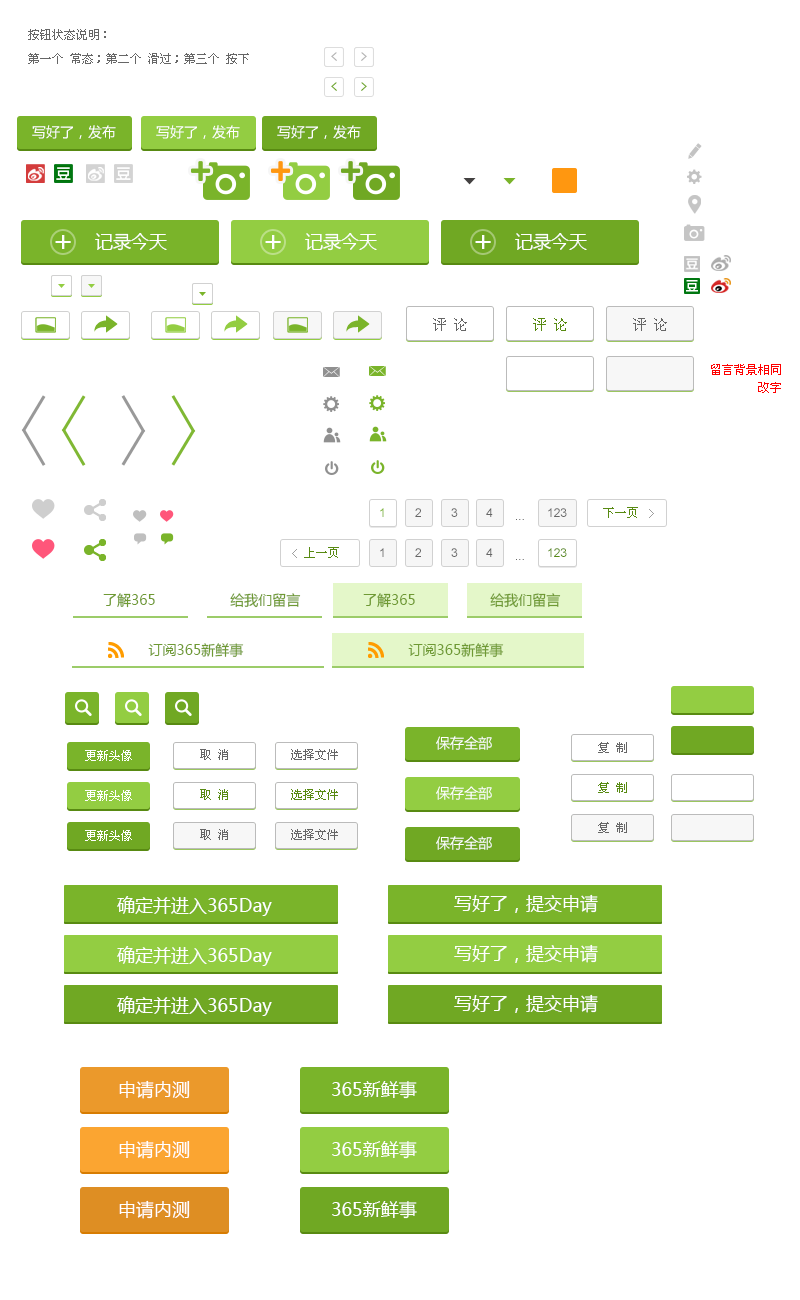 按钮状态说明：
第一个 常态；第二个 滑过；第三个 按下
写好了，发布
写好了，发布
写好了，发布
豆
豆
记录今天
记录今天
记录今天
豆
豆
评 论
评 论
评 论
留言背景相同
改字
1
2
3
4
...
123
下一页
上一页
1
2
3
4
...
123
了解365
给我们留言
了解365
给我们留言
订阅365新鲜事
订阅365新鲜事
更新头像
取 消
选择文件
更新头像
取 消
选择文件
更新头像
取 消
选择文件
保存全部
保存全部
保存全部
复 制
复 制
复 制
确定并进入365Day
写好了，提交申请
确定并进入365Day
写好了，提交申请
确定并进入365Day
写好了，提交申请
申请内测
365新鲜事
申请内测
365新鲜事
申请内测
365新鲜事